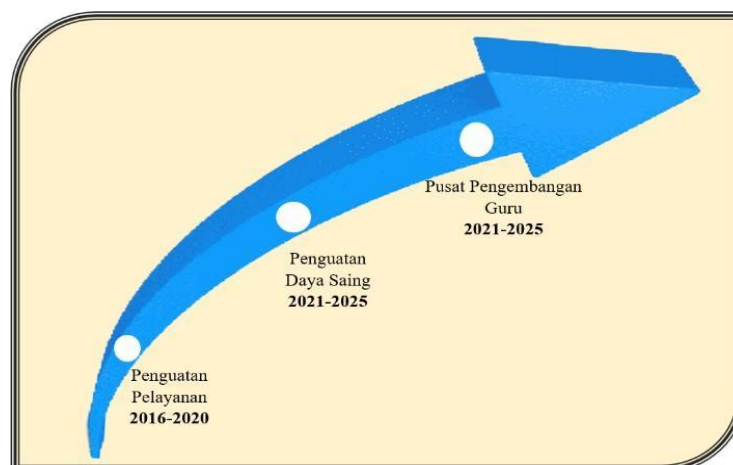 Penguatan
Pelayanan
2016-2020
Penguatan
Daya Saing
2021-2025
Pusat Pengembangan
Guru
2021-2025